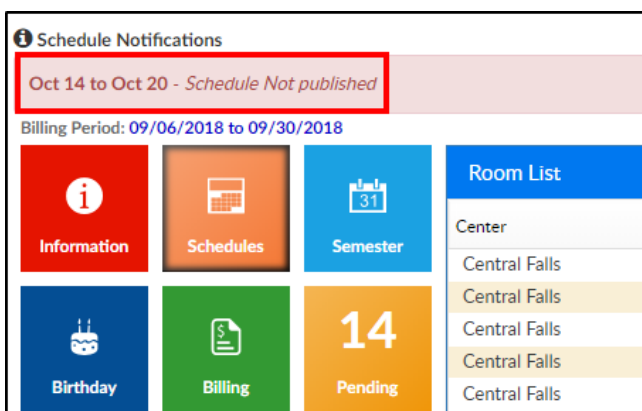 Schedule Notifications
Oct 14 to Oct 20 - Schedule Not published
Billing Period: 09/06/2018 to 09/30/2018
Information
Schedules
31
Semester
Birthday
$
Billing
14
Pending
Room List
Center
Central Falls
Central Falls
Central Falls
Central Falls
Central Falls